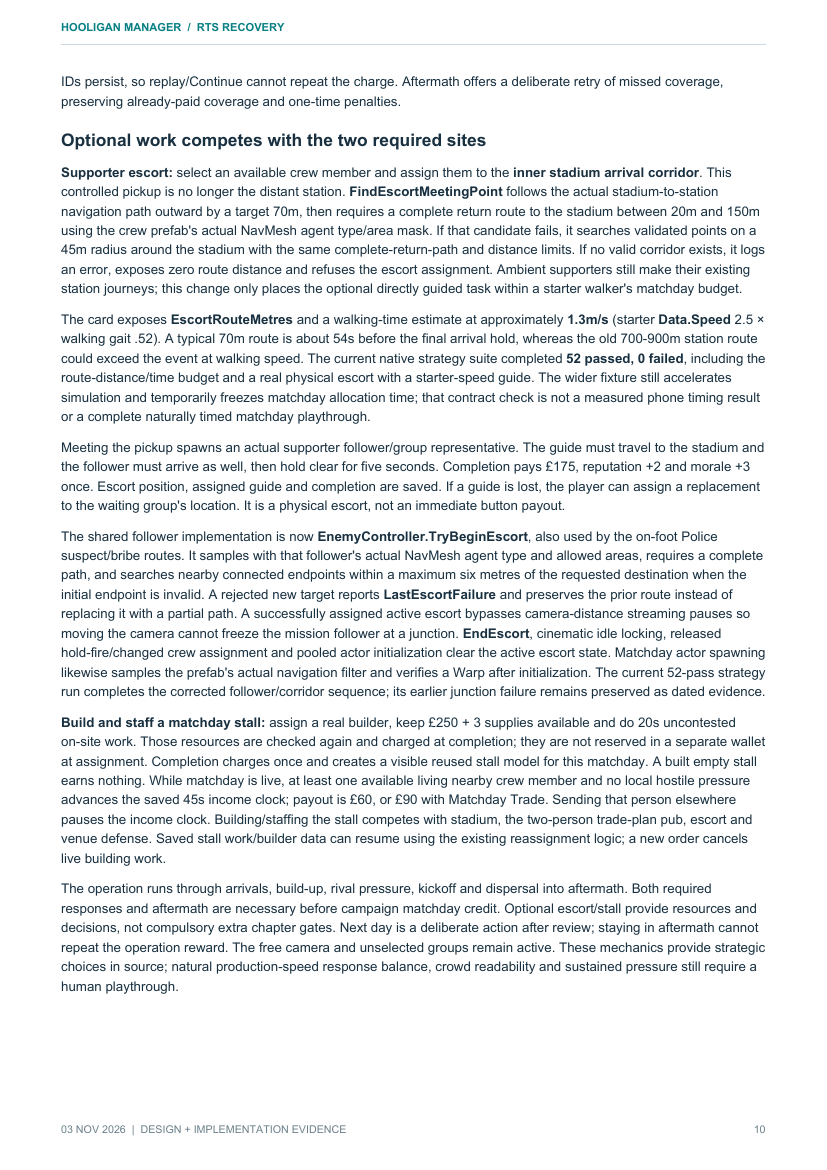 HOOLIGAN MANAGER / RTS RECOVERY
IDs persist, so replay/Continue cannot repeat the charge. Aftermath offers a deliberate retry of missed coverage,
preserving already-paid coverage and one-time penalties.
Optional work competes with the two required sites
Supporter escort: select an available crew member and assign them to the inner stadium arrival corridor. This
controlled pickup is no longer the distant station. FindEscortMeetingPoint follows the actual stadium-to-station
navigation path outward by a target 70m, then requires a complete return route to the stadium between 20m and 150m
using the crew prefab's actual NavMesh agent type/area mask. If that candidate fails, it searches validated points on a
45m radius around the stadium with the same complete-return-path and distance limits. If no valid corridor exists, it logs
an error, exposes zero route distance and refuses the escort assignment. Ambient supporters still make their existing
station journeys; this change only places the optional directly guided task within a starter walker's matchday budget.
The card exposes EscortRouteMetres and a walking-time estimate at approximately 1.3m/s (starter Data.Speed 2.5 ×
walking gait .52). A typical 70m route is about 54s before the final arrival hold, whereas the old 700-900m station route
could exceed the event at walking speed. The current native strategy suite completed 52 passed, 0 failed, including the
route-distance/time budget and a real physical escort with a starter-speed guide. The wider fixture still accelerates
simulation and temporarily freezes matchday allocation time; that contract check is not a measured phone timing result
or a complete naturally timed matchday playthrough.
Meeting the pickup spawns an actual supporter follower/group representative. The guide must travel to the stadium and
the follower must arrive as well, then hold clear for five seconds. Completion pays £175, reputation +2 and morale +3
once. Escort position, assigned guide and completion are saved. If a guide is lost, the player can assign a replacement
to the waiting group's location. It is a physical escort, not an immediate button payout.
The shared follower implementation is now EnemyController.TryBeginEscort, also used by the on-foot Police
suspect/bribe routes. It samples with that follower's actual NavMesh agent type and allowed areas, requires a complete
path, and searches nearby connected endpoints within a maximum six metres of the requested destination when the
initial endpoint is invalid. A rejected new target reports LastEscortFailure and preserves the prior route instead of
replacing it with a partial path. A successfully assigned active escort bypasses camera-distance streaming pauses so
moving the camera cannot freeze the mission follower at a junction. EndEscort, cinematic idle locking, released
hold-fire/changed crew assignment and pooled actor initialization clear the active escort state. Matchday actor spawning
likewise samples the prefab's actual navigation filter and verifies a Warp after initialization. The current 52-pass strategy
run completes the corrected follower/corridor sequence; its earlier junction failure remains preserved as dated evidence.
Build and staff a matchday stall: assign a real builder, keep £250 + 3 supplies available and do 20s uncontested
on-site work. Those resources are checked again and charged at completion; they are not reserved in a separate wallet
at assignment. Completion charges once and creates a visible reused stall model for this matchday. A built empty stall
earns nothing. While matchday is live, at least one available living nearby crew member and no local hostile pressure
advances the saved 45s income clock; payout is £60, or £90 with Matchday Trade. Sending that person elsewhere
pauses the income clock. Building/staffing the stall competes with stadium, the two-person trade-plan pub, escort and
venue defense. Saved stall work/builder data can resume using the existing reassignment logic; a new order cancels
live building work.
The operation runs through arrivals, build-up, rival pressure, kickoff and dispersal into aftermath. Both required
responses and aftermath are necessary before campaign matchday credit. Optional escort/stall provide resources and
decisions, not compulsory extra chapter gates. Next day is a deliberate action after review; staying in aftermath cannot
repeat the operation reward. The free camera and unselected groups remain active. These mechanics provide strategic
choices in source; natural production-speed response balance, crowd readability and sustained pressure still require a
human playthrough.
03 NOV 2026 | DESIGN + IMPLEMENTATION EVIDENCE
10